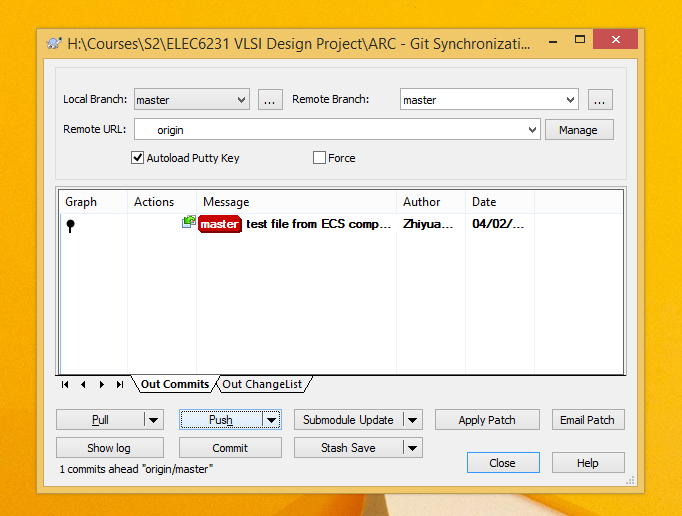 H:\Courses\S2\ELEC6231 VLSI Design Project\ARC - Git Synchronizati...
Local Branch: master ... Remote Branch: master ...
Remote URL: origin Manage
Autoload Putty Key Force
Graph Actions Message Author Date
master test file from ECS comp... Zhiyua... 04/02/...
Out Commits Out ChangeList
Pull Push Submodule Update Apply Patch Email Patch
Show log Commit Stash Save
Close Help
1 commits ahead "origin/master"